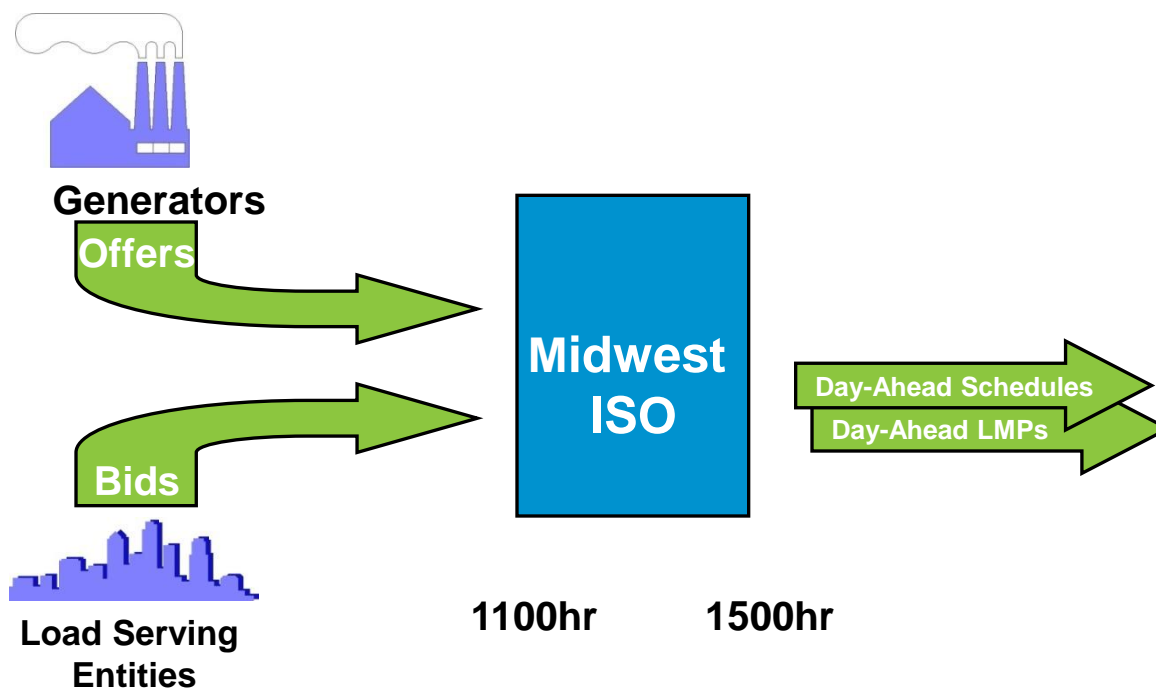 Generators
Offers
Midwest
ISO
Day-Ahead Schedules
Day-Ahead LMPs
Bids
Load Serving
Entities
1100hr
1500hr